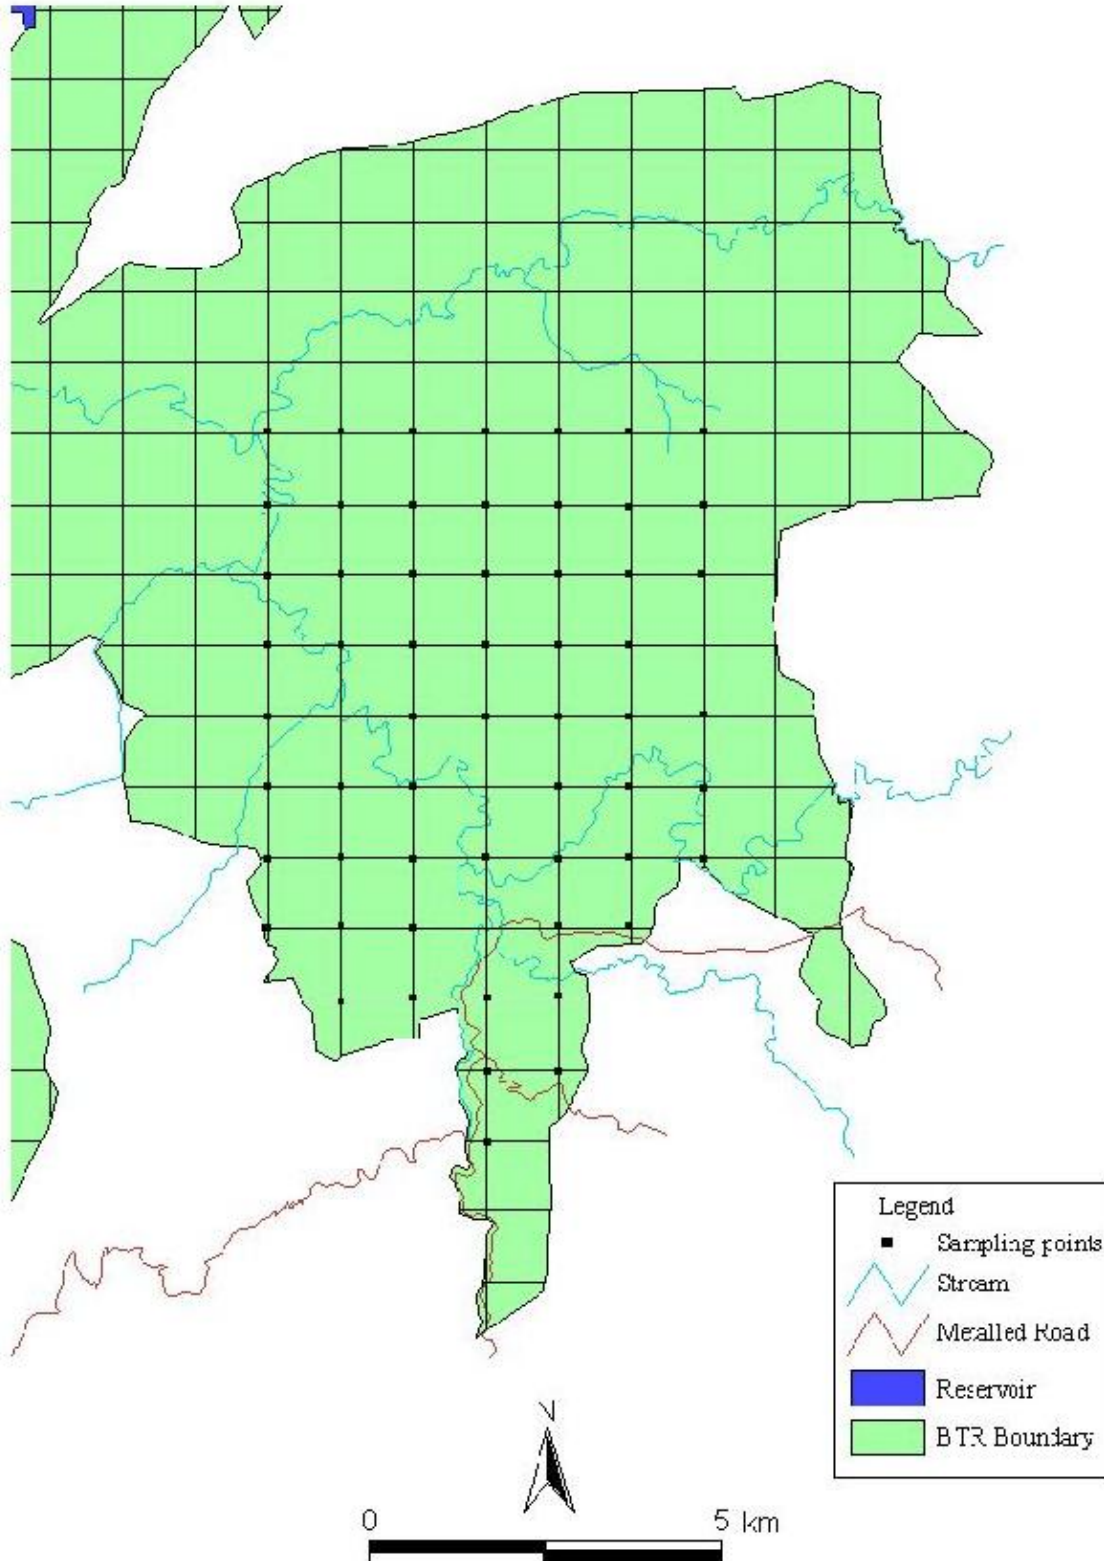 Legend
Sampling points
Stream
Metalled Road
Reservoir
BTR Boundary
N
0 5 km